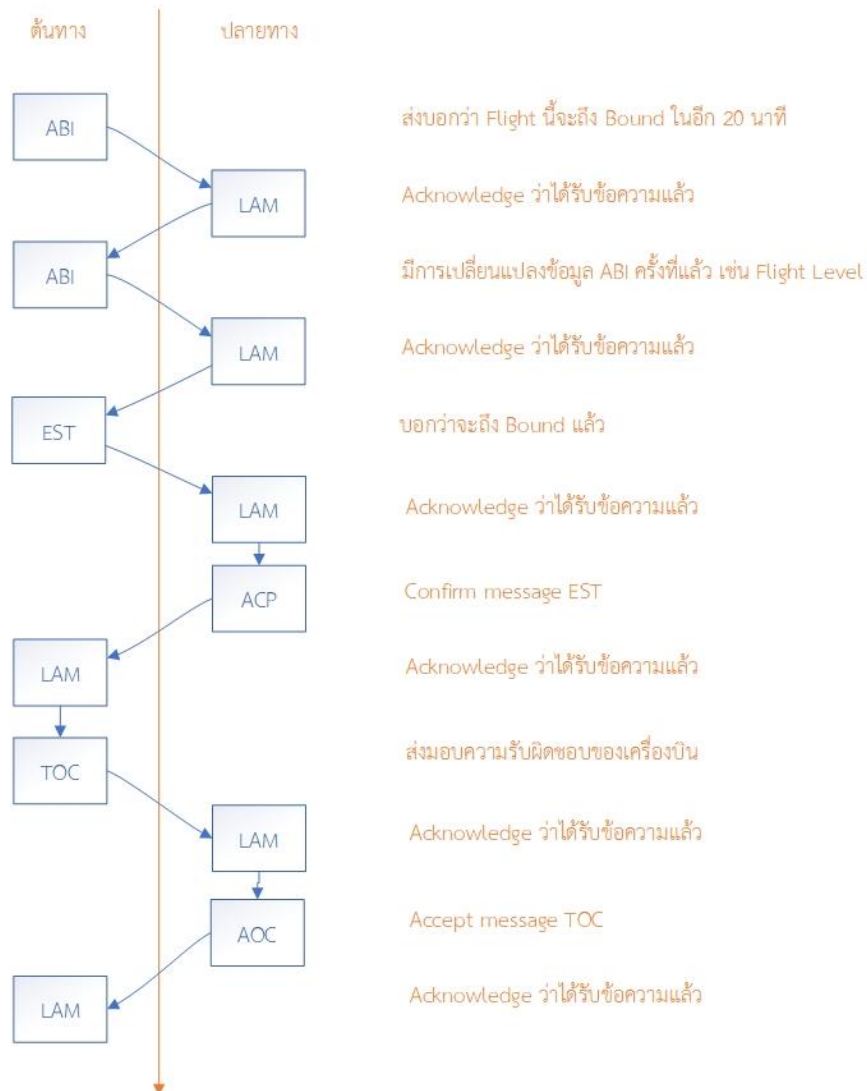 ต้นทาง ปลายทาง
ABI ส่งบอกว่า Flight นี้จะถึง Bound ในอีก 20 นาที
LAM Acknowledge ว่าได้รับข้อความแล้ว
ABI มีการเปลี่ยนแปลงข้อมูล ABI ครั้งที่แล้ว เช่น Flight Level
LAM Acknowledge ว่าได้รับข้อความแล้ว
EST บอกว่าจะถึง Bound แล้ว
LAM Acknowledge ว่าได้รับข้อความแล้ว
ACP Confirm message EST
LAM Acknowledge ว่าได้รับข้อความแล้ว
TOC ส่งมอบความรับผิดชอบของเครื่องบิน
LAM Acknowledge ว่าได้รับข้อความแล้ว
AOC Accept message TOC
LAM Acknowledge ว่าได้รับข้อความแล้ว